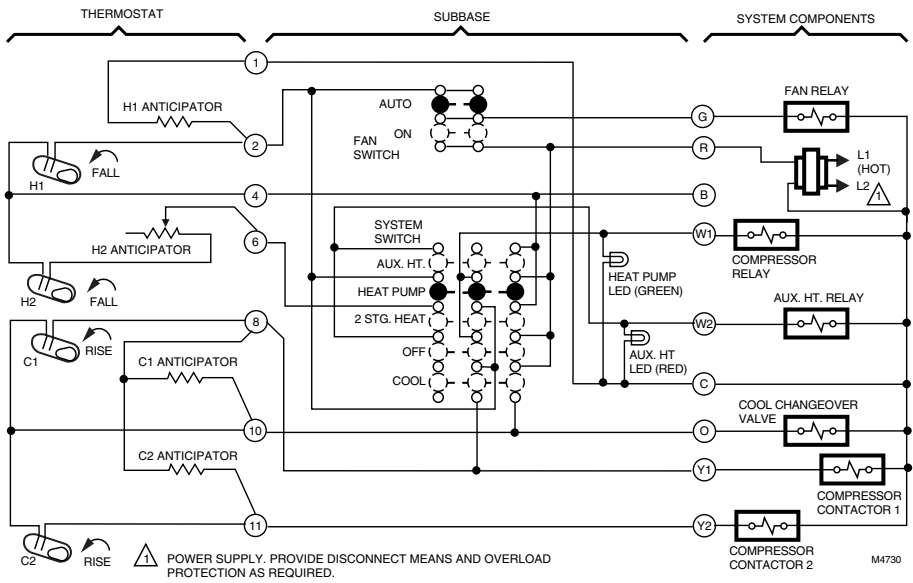 THERMOSTAT
SUBBASE
SYSTEM COMPONENTS
1
FAN RELAY
H1 ANTICIPATOR
AUTO
2
ON
FAN
SWITCH
G
R
L1
(HOT)
L2
1
H1
FALL
4
B
SYSTEM
SWITCH
W1
6
H2 ANTICIPATOR
AUX. HT.
HEAT PUMP
LED (GREEN)
COMPRESSOR
RELAY
H2
FALL
HEAT PUMP
AUX. HT. RELAY
8
2 STG. HEAT
W2
C1
RISE
OFF
AUX. HT
LED (RED)
C1 ANTICIPATOR
COOL
C
COOL CHANGEOVER
VALVE
10
O
C2 ANTICIPATOR
Y1
COMPRESSOR
CONTACTOR 1
11
Y2
C2
RISE
1
POWER SUPPLY. PROVIDE DISCONNECT MEANS AND OVERLOAD
PROTECTION AS REQUIRED.
COMPRESSOR
CONTACTOR 2
M4730